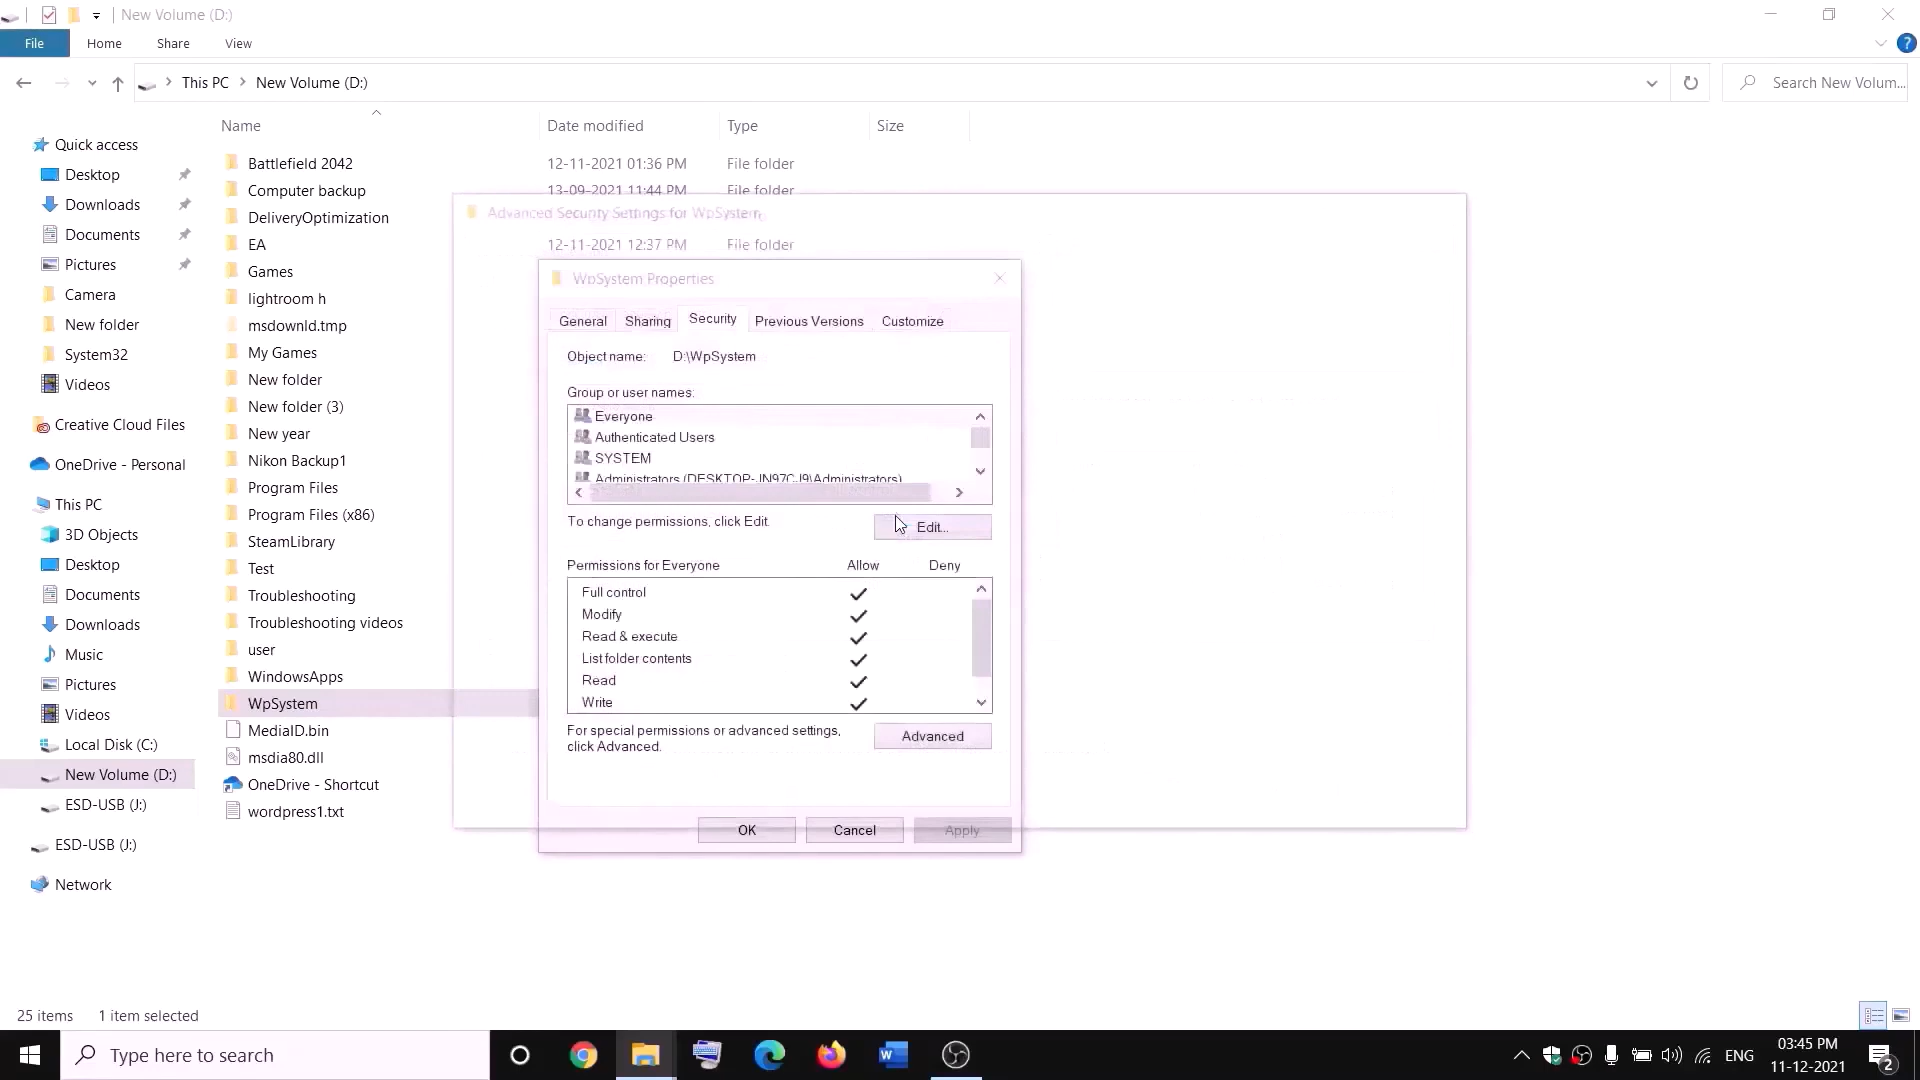 New Volume (D:)
File Home Share View
This PC New Volume (D:) Search New Volum...
Name Date modified Type Size
Quick access
Desktop
Downloads
Documents
Pictures
Camera
New folder
System32
Videos
Creative Cloud Files
OneDrive - Personal
This PC
3D Objects
Desktop
Documents
Downloads
Music
Pictures
Videos
Local Disk (C:)
New Volume (D:)
ESD-USB (J:)
ESD-USB (J:)
Network
Battlefield 2042 12-11-2021 01:36 PM File folder
Computer backup 13-09-2021 11:44 PM File folder
DeliveryOptimization
EA 12-11-2021 12:37 PM File folder
Games
lightroom h
msdownld.tmp
My Games
New folder
New folder (3)
New year
Nikon Backup1
Program Files
Program Files (x86)
SteamLibrary
Test
Troubleshooting
Troubleshooting videos
user
WindowsApps
WpSystem
MediaID.bin
msdia80.dll
OneDrive - Shortcut
wordpress1.txt
Advanced Security Settings for WpSystem
WpSystem Properties
General Sharing Security Previous Versions Customize
Object name: D:\WpSystem
Group or user names:
Everyone
Authenticated Users
SYSTEM
Administrators (DESKTOP-JN97CJ9\Administrators)
To change permissions, click Edit.
Edit...
Permissions for Everyone Allow Deny
Full control
Modify
Read & execute
List folder contents
Read
Write
For special permissions or advanced settings,
click Advanced.
Advanced
OK Cancel Apply
25 items 1 item selected
Type here to search
ENG
03:45 PM
11-12-2021
2